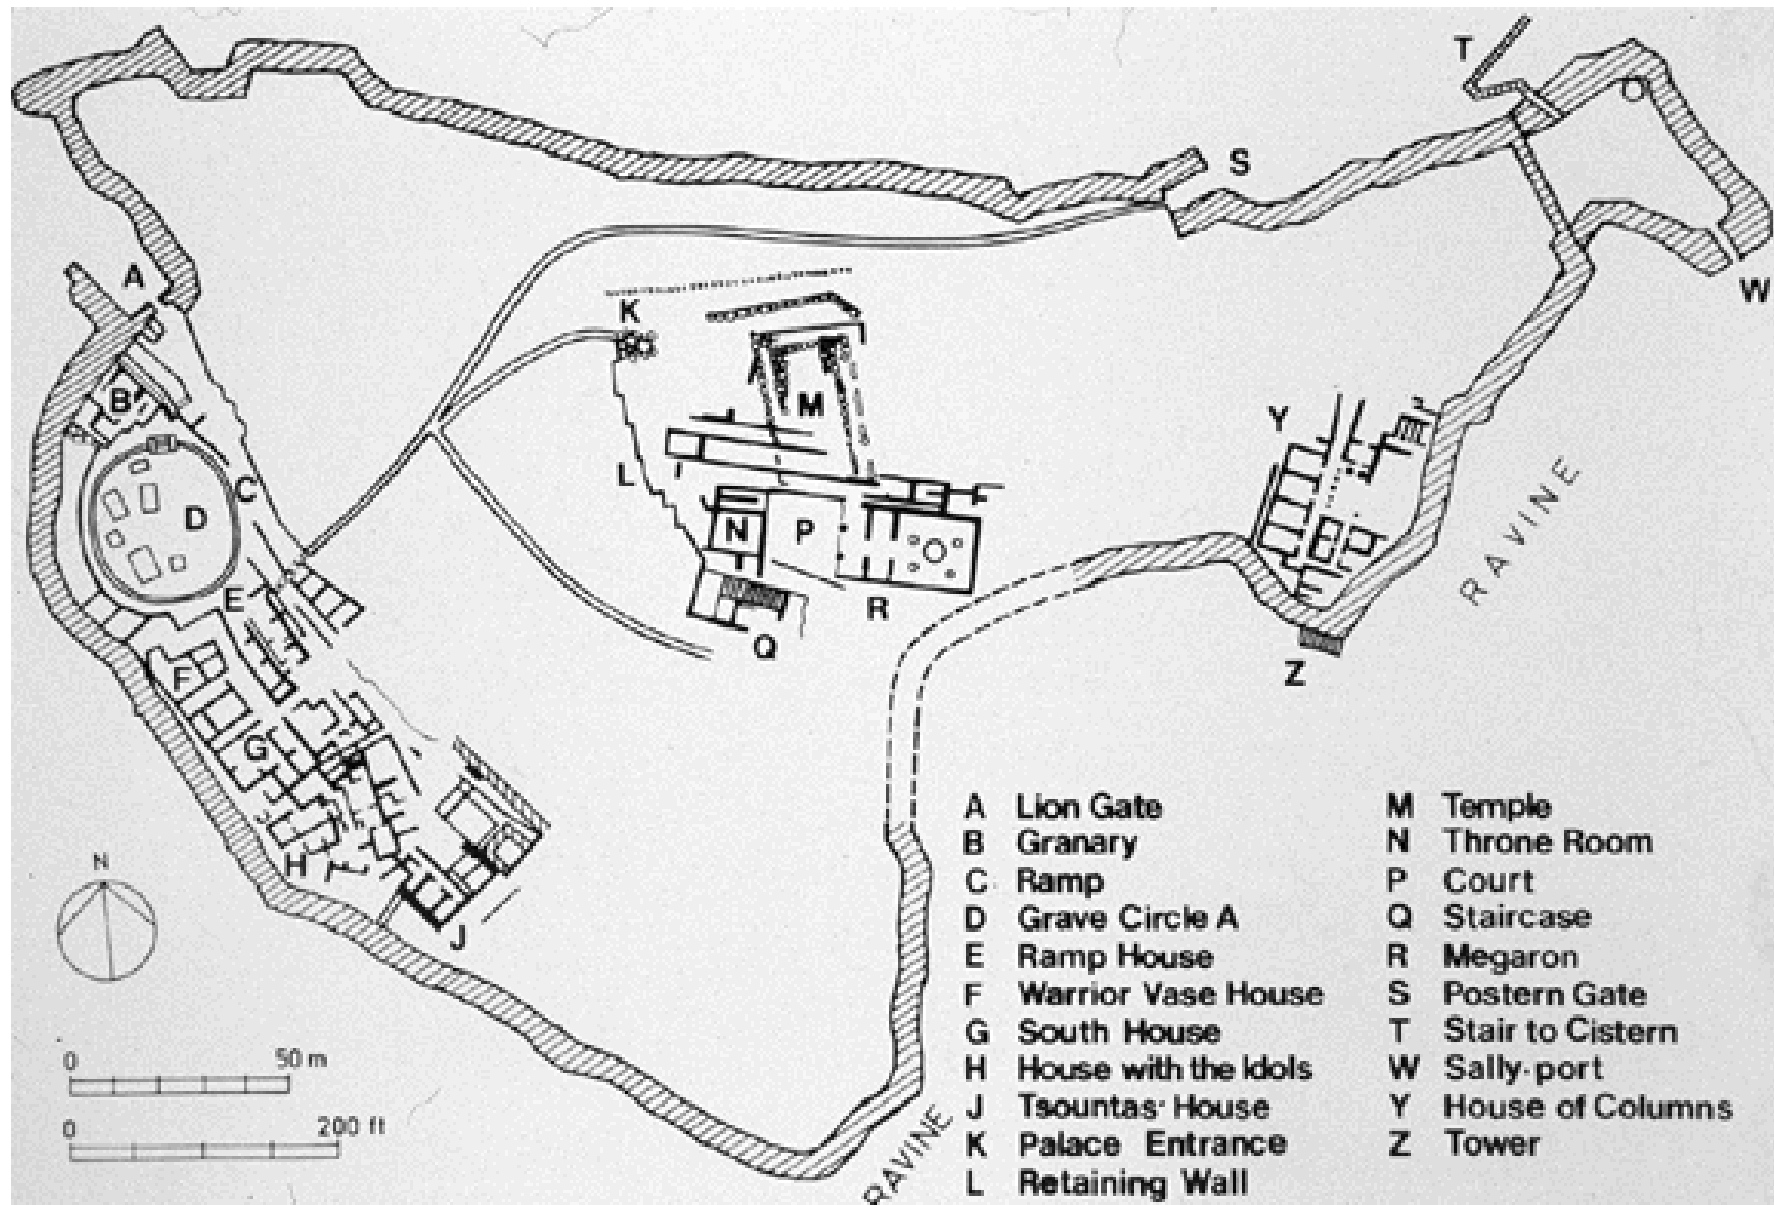 T
S
A
W
K
B
M
Y
L
C
D
N
P
RAVINE
E
R
Q
Z
F
G
H
J
N
0 50 m
0 200 ft
RAVINE
A Lion Gate
B Granary
C Ramp
D Grave Circle A
E Ramp House
F Warrior Vase House
G South House
H House with the Idols
J Tsountas' House
K Palace Entrance
L Retaining Wall
M Temple
N Throne Room
P Court
Q Staircase
R Megaron
S Postern Gate
T Stair to Cistern
W Sally-port
Y House of Columns
Z Tower